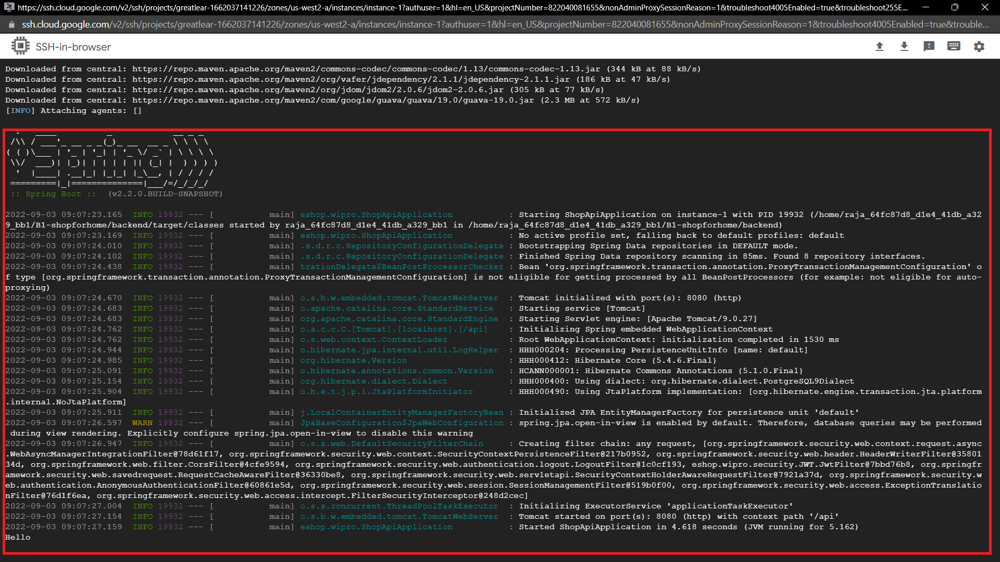 https://ssh.cloud.google.com/v2/ssh/projects/greatlear-1662037141226/zones/us-west2-a/instances/instance-1?authuser=1&hl=en_US&projectNumber=822040081655&nonAdminProxySessionReason=1&troubleshoot4005Enabled=true&troubleshoot255E...
ssh.cloud.google.com/v2/ssh/projects/greatlear-1662037141226/zones/us-west2-a/instances/instance-1?authuser=1&hl=en_US&projectNumber=822040081655&nonAdminProxySessionReason=1&troubleshoot4005Enabled=true&trouble...
SSH-in-browser
Downloaded from central: https://repo.maven.apache.org/maven2/commons-codec/commons-codec/1.13/commons-codec-1.13.jar (344 kB at 88 kB/s)
Downloaded from central: https://repo.maven.apache.org/maven2/org/vafer/jdependency/2.1.1/jdependency-2.1.1.jar (186 kB at 47 kB/s)
Downloaded from central: https://repo.maven.apache.org/maven2/org/jdom/jdom2/2.0.6/jdom2-2.0.6.jar (305 kB at 77 kB/s)
Downloaded from central: https://repo.maven.apache.org/maven2/com/google/guava/guava/19.0/guava-19.0.jar (2.3 MB at 572 kB/s)
[INFO] Attaching agents: []
  .   ____          _            __ _ _
 /\\ / ___'_ __ _ _(_)_ __  __ _ \ \ \ \
( ( )\___ | '_ | '_| | '_ \/ _` | \ \ \ \
 \\/  ___)| |_)| | | | | || (_| |  ) ) ) )
  '  |____| .__|_| |_|_| |_\__, | / / / /
 =========|_|==============|___/=/_/_/_/
 :: Spring Boot ::  (v2.2.0.BUILD-SNAPSHOT)
2022-09-03 09:07:23.165  INFO 19932 --- [           main] eshop.wipro.ShopApiApplication           : Starting ShopApiApplication on instance-1 with PID 19932 (/home/raja_64fc87d8_d1e4_41db_a32
9_bb1/B1-shopforhome/backend/target/classes started by raja_64fc87d8_d1e4_41db_a329_bb1 in /home/raja_64fc87d8_d1e4_41db_a329_bb1/B1-shopforhome/backend)
2022-09-03 09:07:23.169  INFO 19932 --- [           main] eshop.wipro.ShopApiApplication           : No active profile set, falling back to default profiles: default
2022-09-03 09:07:24.010  INFO 19932 --- [           main] .s.d.r.c.RepositoryConfigurationDelegate : Bootstrapping Spring Data repositories in DEFAULT mode.
2022-09-03 09:07:24.102  INFO 19932 --- [           main] .s.d.r.c.RepositoryConfigurationDelegate : Finished Spring Data repository scanning in 85ms. Found 8 repository interfaces.
2022-09-03 09:07:24.438  INFO 19932 --- [           main] trationDelegate$BeanPostProcessorChecker : Bean 'org.springframework.transaction.annotation.ProxyTransactionManagementConfiguration' o
f type [org.springframework.transaction.annotation.ProxyTransactionManagementConfiguration] is not eligible for getting processed by all BeanPostProcessors (for example: not eligible for auto-
proxying)
2022-09-03 09:07:24.670  INFO 19932 --- [           main] o.s.b.w.embedded.tomcat.TomcatWebServer  : Tomcat initialized with port(s): 8080 (http)
2022-09-03 09:07:24.683  INFO 19932 --- [           main] o.apache.catalina.core.StandardService   : Starting service [Tomcat]
2022-09-03 09:07:24.683  INFO 19932 --- [           main] org.apache.catalina.core.StandardEngine  : Starting Servlet engine: [Apache Tomcat/9.0.27]
2022-09-03 09:07:24.762  INFO 19932 --- [           main] o.a.c.c.C.[Tomcat].[localhost].[/api]    : Initializing Spring embedded WebApplicationContext
2022-09-03 09:07:24.762  INFO 19932 --- [           main] o.s.web.context.ContextLoader            : Root WebApplicationContext: initialization completed in 1530 ms
2022-09-03 09:07:24.944  INFO 19932 --- [           main] o.hibernate.jpa.internal.util.LogHelper  : HHH000204: Processing PersistenceUnitInfo [name: default]
2022-09-03 09:07:24.985  INFO 19932 --- [           main] org.hibernate.Version                    : HHH000412: Hibernate Core {5.4.6.Final}
2022-09-03 09:07:25.091  INFO 19932 --- [           main] o.hibernate.annotations.common.Version   : HCANN000001: Hibernate Commons Annotations {5.1.0.Final}
2022-09-03 09:07:25.154  INFO 19932 --- [           main] org.hibernate.dialect.Dialect            : HHH000400: Using dialect: org.hibernate.dialect.PostgreSQL9Dialect
2022-09-03 09:07:25.904  INFO 19932 --- [           main] o.h.e.t.j.p.i.JtaPlatformInitiator       : HHH000490: Using JtaPlatform implementation: [org.hibernate.engine.transaction.jta.platform
.internal.NoJtaPlatform]
2022-09-03 09:07:25.911  INFO 19932 --- [           main] j.LocalContainerEntityManagerFactoryBean : Initialized JPA EntityManagerFactory for persistence unit 'default'
2022-09-03 09:07:26.597  WARN 19932 --- [           main] JpaBaseConfiguration$JpaWebConfiguration : spring.jpa.open-in-view is enabled by default. Therefore, database queries may be performed
 during view rendering. Explicitly configure spring.jpa.open-in-view to disable this warning
2022-09-03 09:07:26.947  INFO 19932 --- [           main] o.s.s.web.DefaultSecurityFilterChain     : Creating filter chain: any request, [org.springframework.security.web.context.request.async
.WebAsyncManagerIntegrationFilter@78d61f17, org.springframework.security.web.context.SecurityContextPersistenceFilter@217b0952, org.springframework.security.web.header.HeaderWriterFilter@35801
34d, org.springframework.web.filter.CorsFilter@4cfe9594, org.springframework.security.web.authentication.logout.LogoutFilter@1c0cf193, eshop.wipro.security.JWT.JwtFilter@7bbd76b8, org.springfr
amework.security.web.savedrequest.RequestCacheAwareFilter@36330be8, org.springframework.security.web.servletapi.SecurityContextHolderAwareRequestFilter@7921a37d, org.springframework.security.w
eb.authentication.AnonymousAuthenticationFilter@60861e5d, org.springframework.security.web.session.SessionManagementFilter@519b0f00, org.springframework.security.web.access.ExceptionTranslatio
nFilter@76d1f6ea, org.springframework.security.web.access.intercept.FilterSecurityInterceptor@248d2cec]
2022-09-03 09:07:27.004  INFO 19932 --- [           main] o.s.s.concurrent.ThreadPoolTaskExecutor  : Initializing ExecutorService 'applicationTaskExecutor'
2022-09-03 09:07:27.154  INFO 19932 --- [           main] o.s.b.w.embedded.tomcat.TomcatWebServer  : Tomcat started on port(s): 8080 (http) with context path '/api'
2022-09-03 09:07:27.159  INFO 19932 --- [           main] eshop.wipro.ShopApiApplication           : Started ShopApiApplication in 4.618 seconds (JVM running for 5.162)
Hello